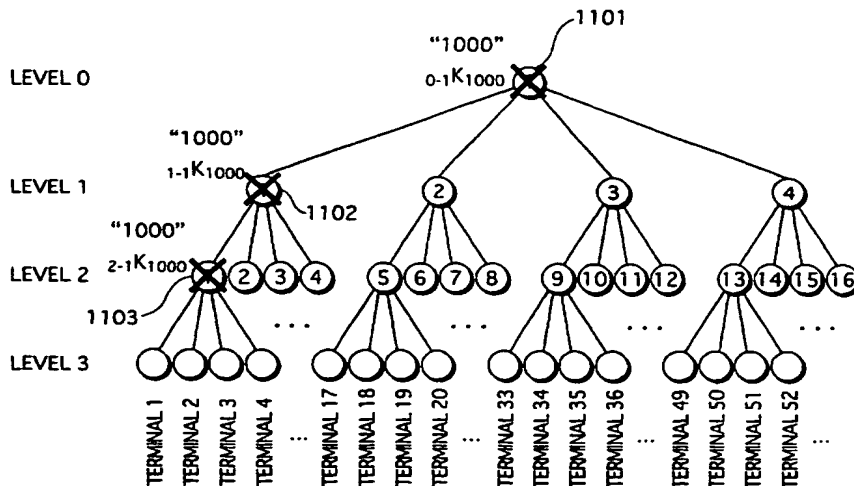 1101
"1000"
LEVEL 0
0-1K1000
"1000"
1-1K1000
LEVEL 1
2
3
4
1102
"1000"
2-1K1000
LEVEL 2
2
3
4
5
6
7
8
9
10
11
12
13
14
15
16
1103
...
...
...
...
LEVEL 3
TERMINAL 1
TERMINAL 2
TERMINAL 3
TERMINAL 4
...
TERMINAL 17
TERMINAL 18
TERMINAL 19
TERMINAL 20
...
TERMINAL 33
TERMINAL 34
TERMINAL 35
TERMINAL 36
...
TERMINAL 49
TERMINAL 50
TERMINAL 51
TERMINAL 52
...